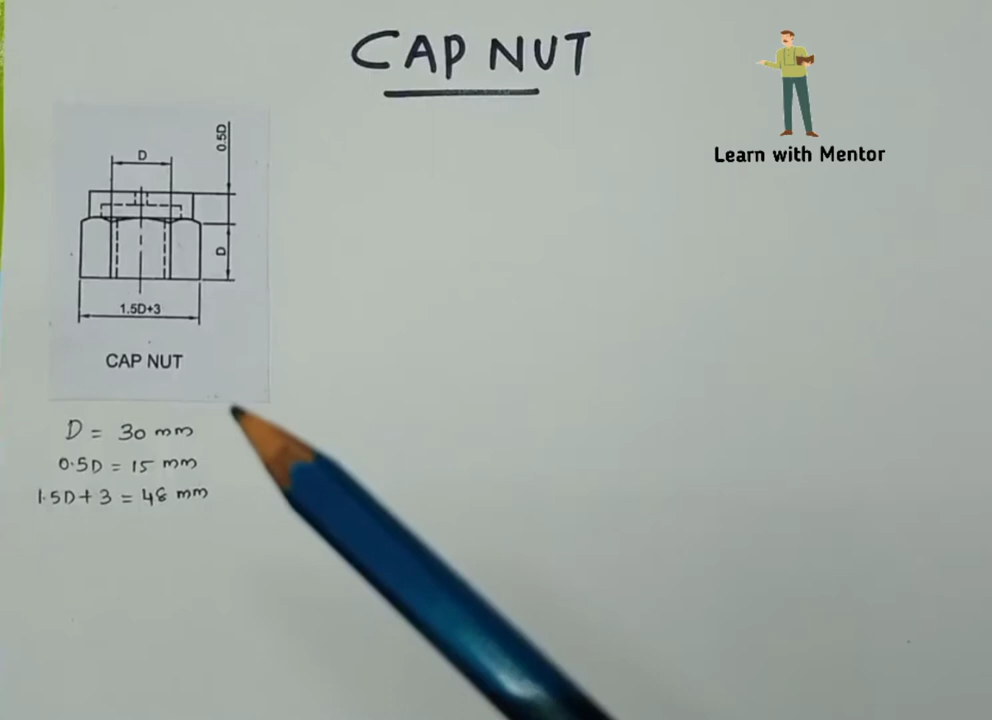 CAP NUT
Learn with Mentor
0.5D
D
D
1.5D+3
CAP NUT
D = 30 mm
0.5D = 15 mm
1.5D+3 = 48 mm